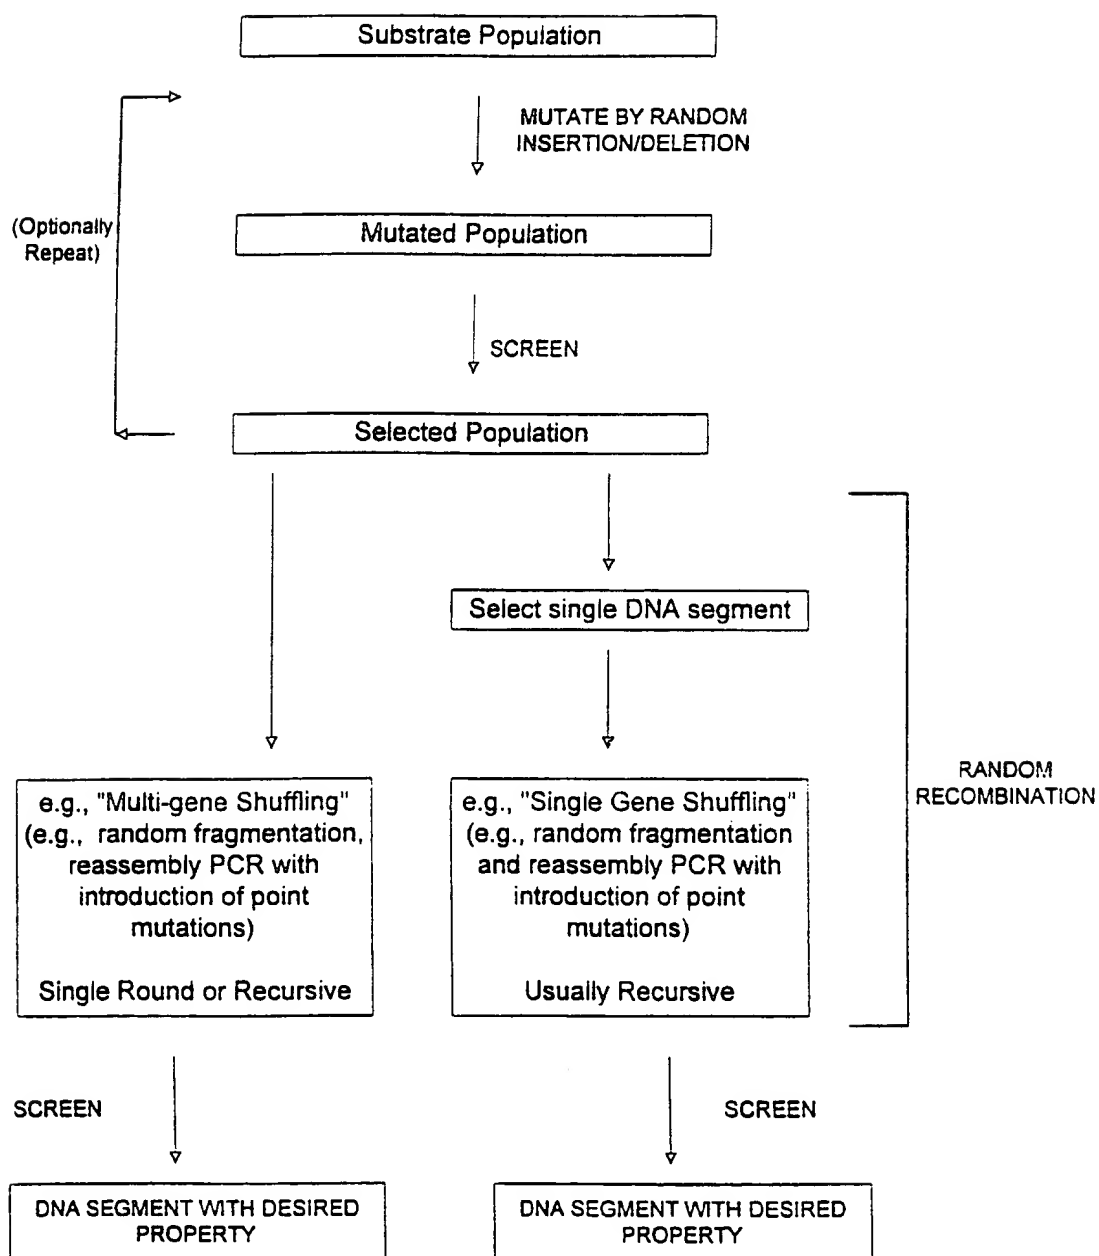 Substrate Population
MUTATE BY RANDOM
INSERTION/DELETION
(Optionally
Repeat)
Mutated Population
SCREEN
Selected Population
Select single DNA segment
e.g., "Multi-gene Shuffling"
(e.g., random fragmentation,
reassembly PCR with
introduction of point
mutations)
Single Round or Recursive
e.g., "Single Gene Shuffling"
(e.g., random fragmentation
and reassembly PCR with
introduction of point
mutations)
Usually Recursive
RANDOM
RECOMBINATION
SCREEN
SCREEN
DNA SEGMENT WITH DESIRED
PROPERTY
DNA SEGMENT WITH DESIRED
PROPERTY